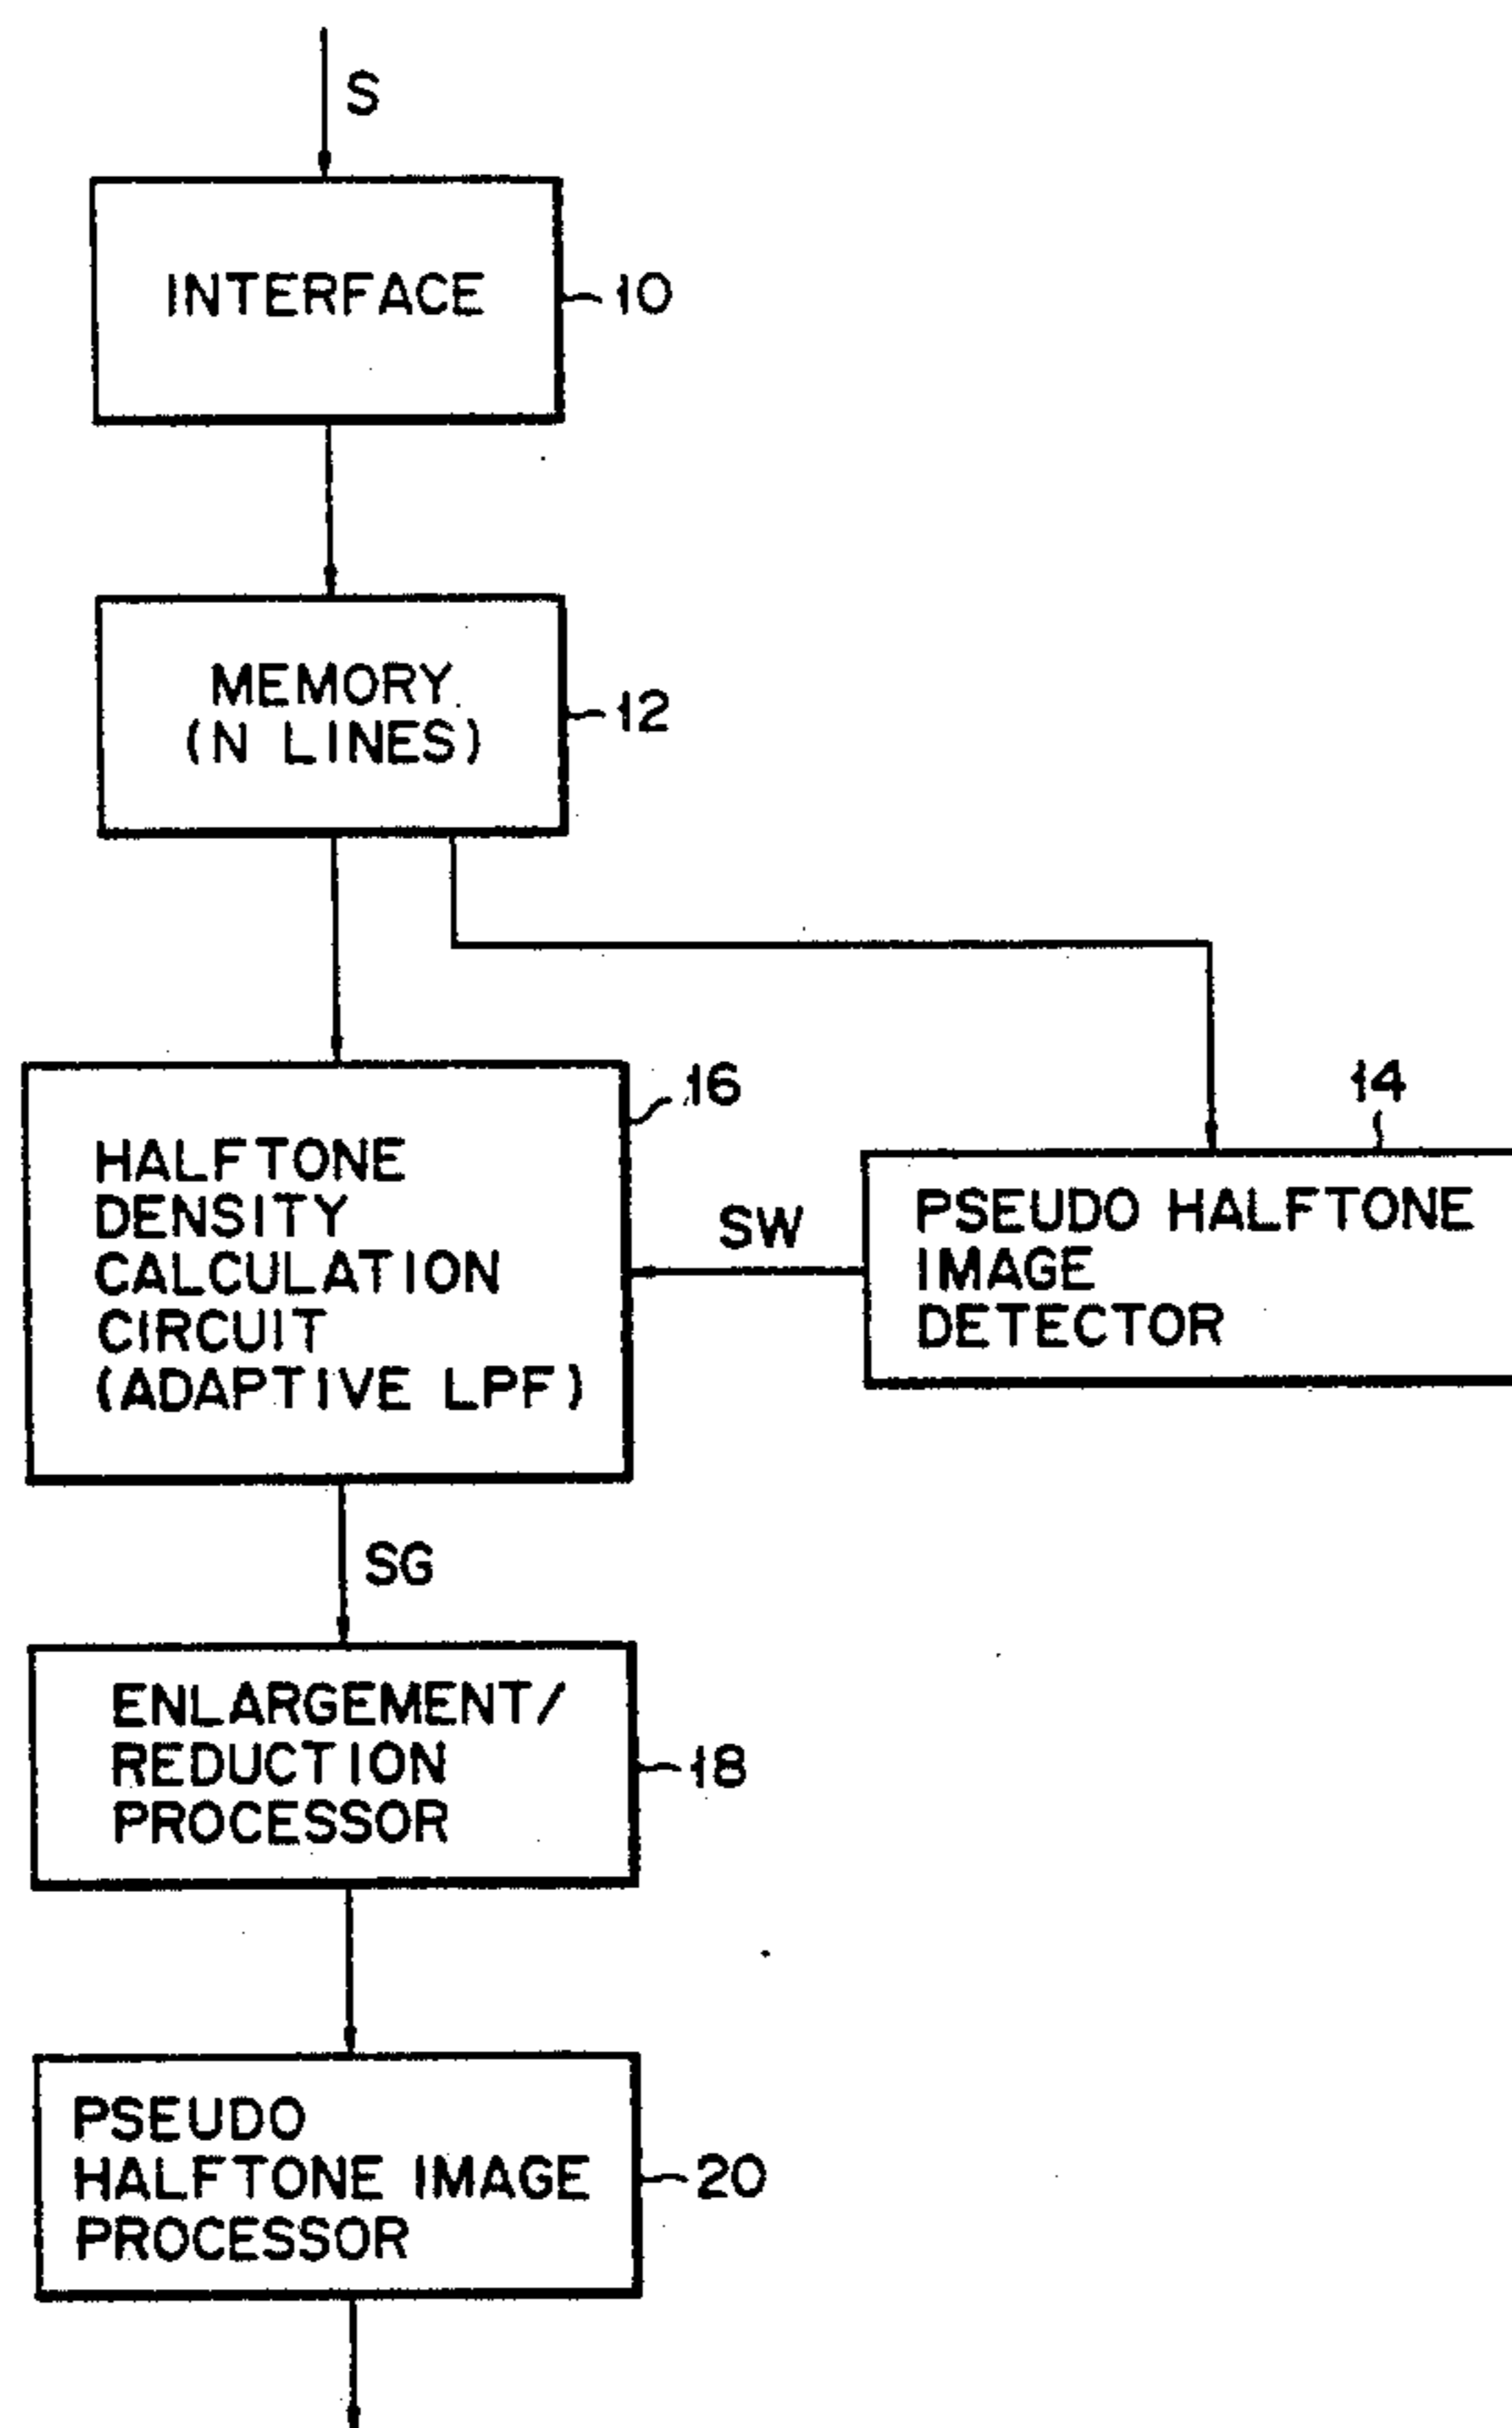 S
INTERFACE
10
MEMORY
(N LINES)
12
16
14
HALFTONE
DENSITY
CALCULATION
CIRCUIT
(ADAPTIVE LPF)
SW
PSEUDO HALFTONE
IMAGE
DETECTOR
SG
ENLARGEMENT/
REDUCTION
PROCESSOR
18
PSEUDO
HALFTONE IMAGE
PROCESSOR
20